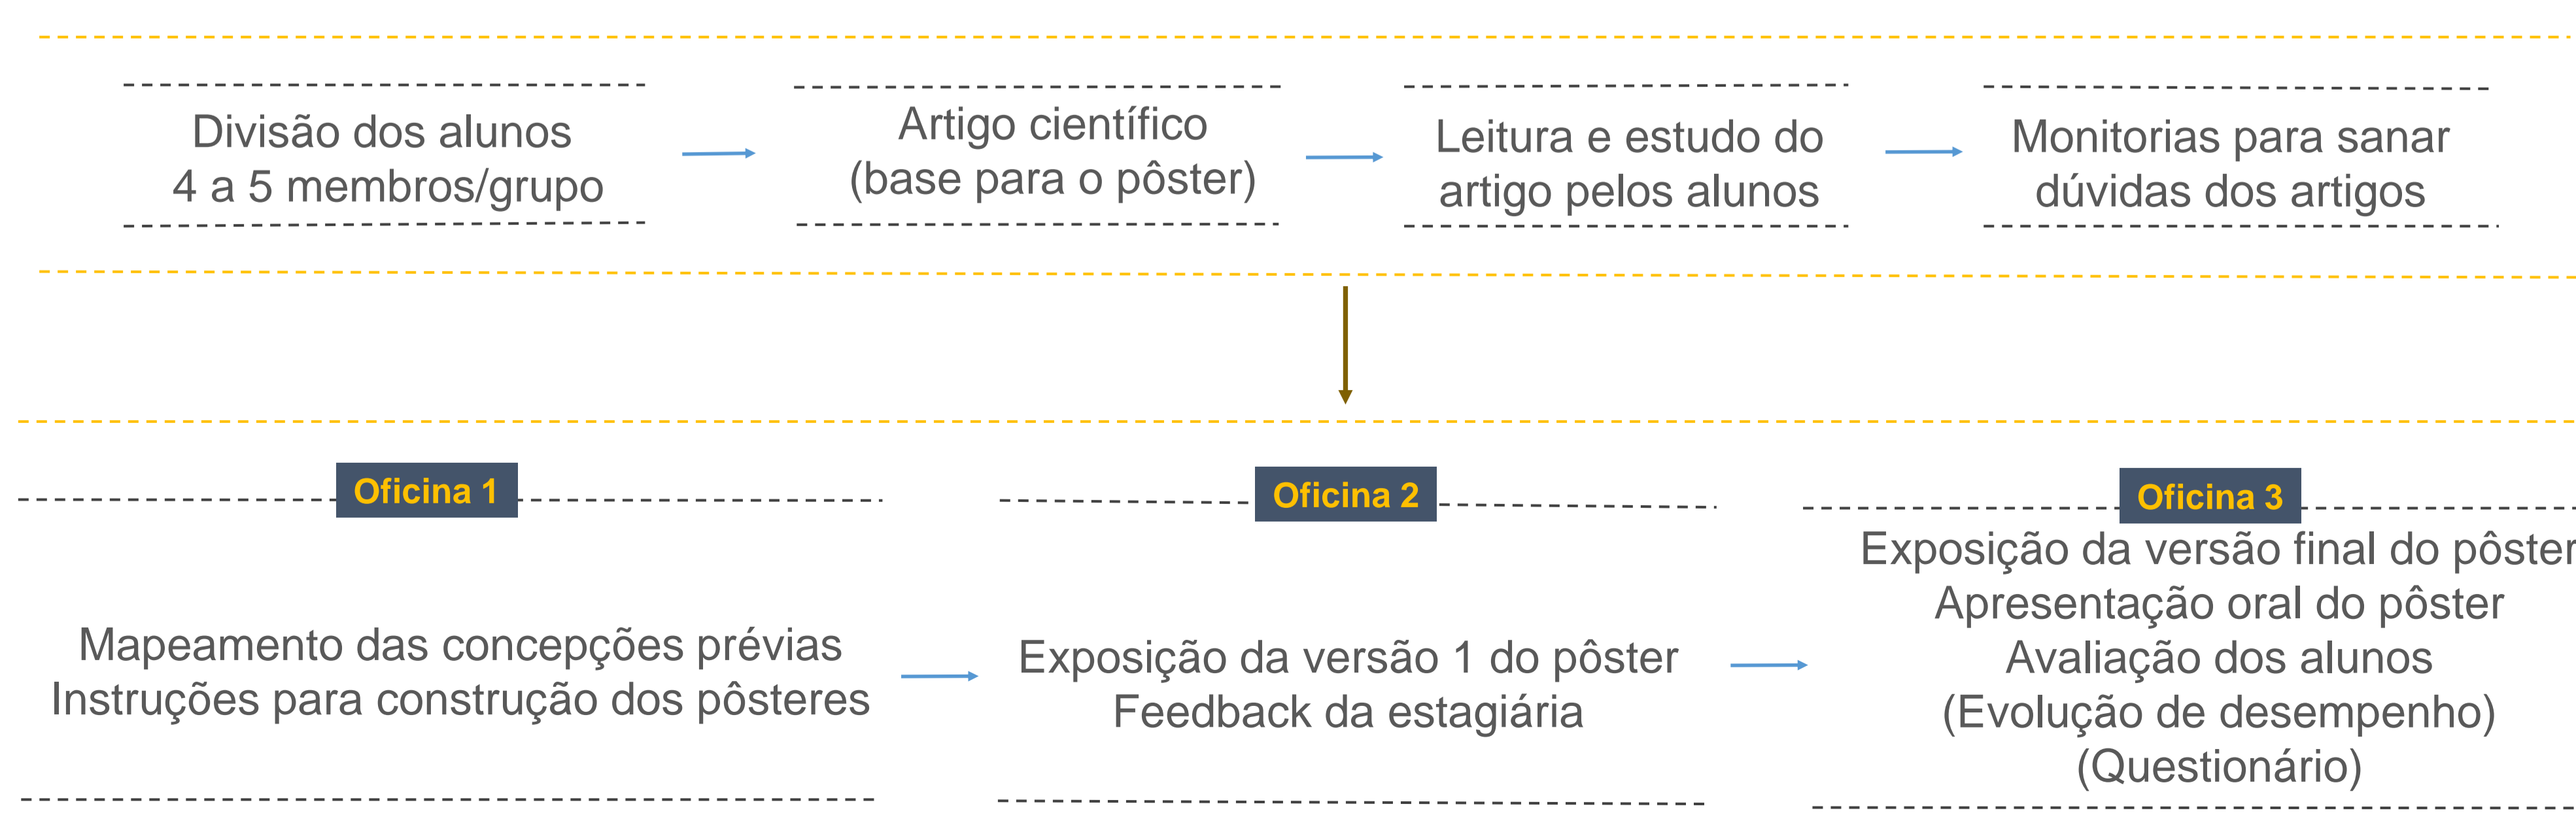 Divisão dos alunos
4 a 5 membros/grupo
Artigo científico
(base para o pôster)
Leitura e estudo do
artigo pelos alunos
Monitorias para sanar
dúvidas dos artigos
Oficina 1
Mapeamento das concepções prévias
Instruções para construção dos pôsteres
Oficina 2
Exposição da versão 1 do pôster
Feedback da estagiária
Oficina 3
Exposição da versão final do pôster
Apresentação oral do pôster
Avaliação dos alunos
(Evolução de desempenho)
(Questionário)